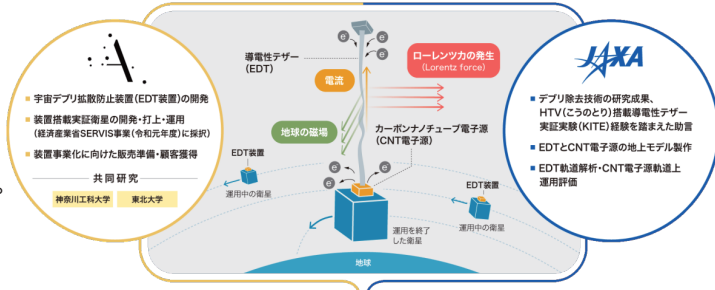 A.
■ 宇宙デブリ拡散防止装置(EDT装置)の開発
■ 装置搭載実証衛星の開発・打上・運用
(経済産業省SERVIS事業(令和元年度)に採択)
■ 装置事業化に向けた販売準備・顧客獲得
共同研究
神奈川工科大学
東北大学
e⁻
e⁻
e⁻
e⁻
導電性テザー
(EDT)
電流
ローレンツ力の発生
(Lorentz force)
地球の磁場
カーボンナノチューブ電子源
(CNT電子源)
e⁻
e⁻
e⁻
e⁻
EDT装置
運用中の衛星
EDT装置
運用中の衛星
運用を終了
した衛星
地球
JAXA
■ デブリ除去技術の研究成果、
HTV(こうのとり)搭載導電性テザー
実証実験(KITE)経験を踏まえた助言
■ EDTとCNT電子源の地上モデル製作
■ EDT軌道解析・CNT電子源軌道上
運用評価